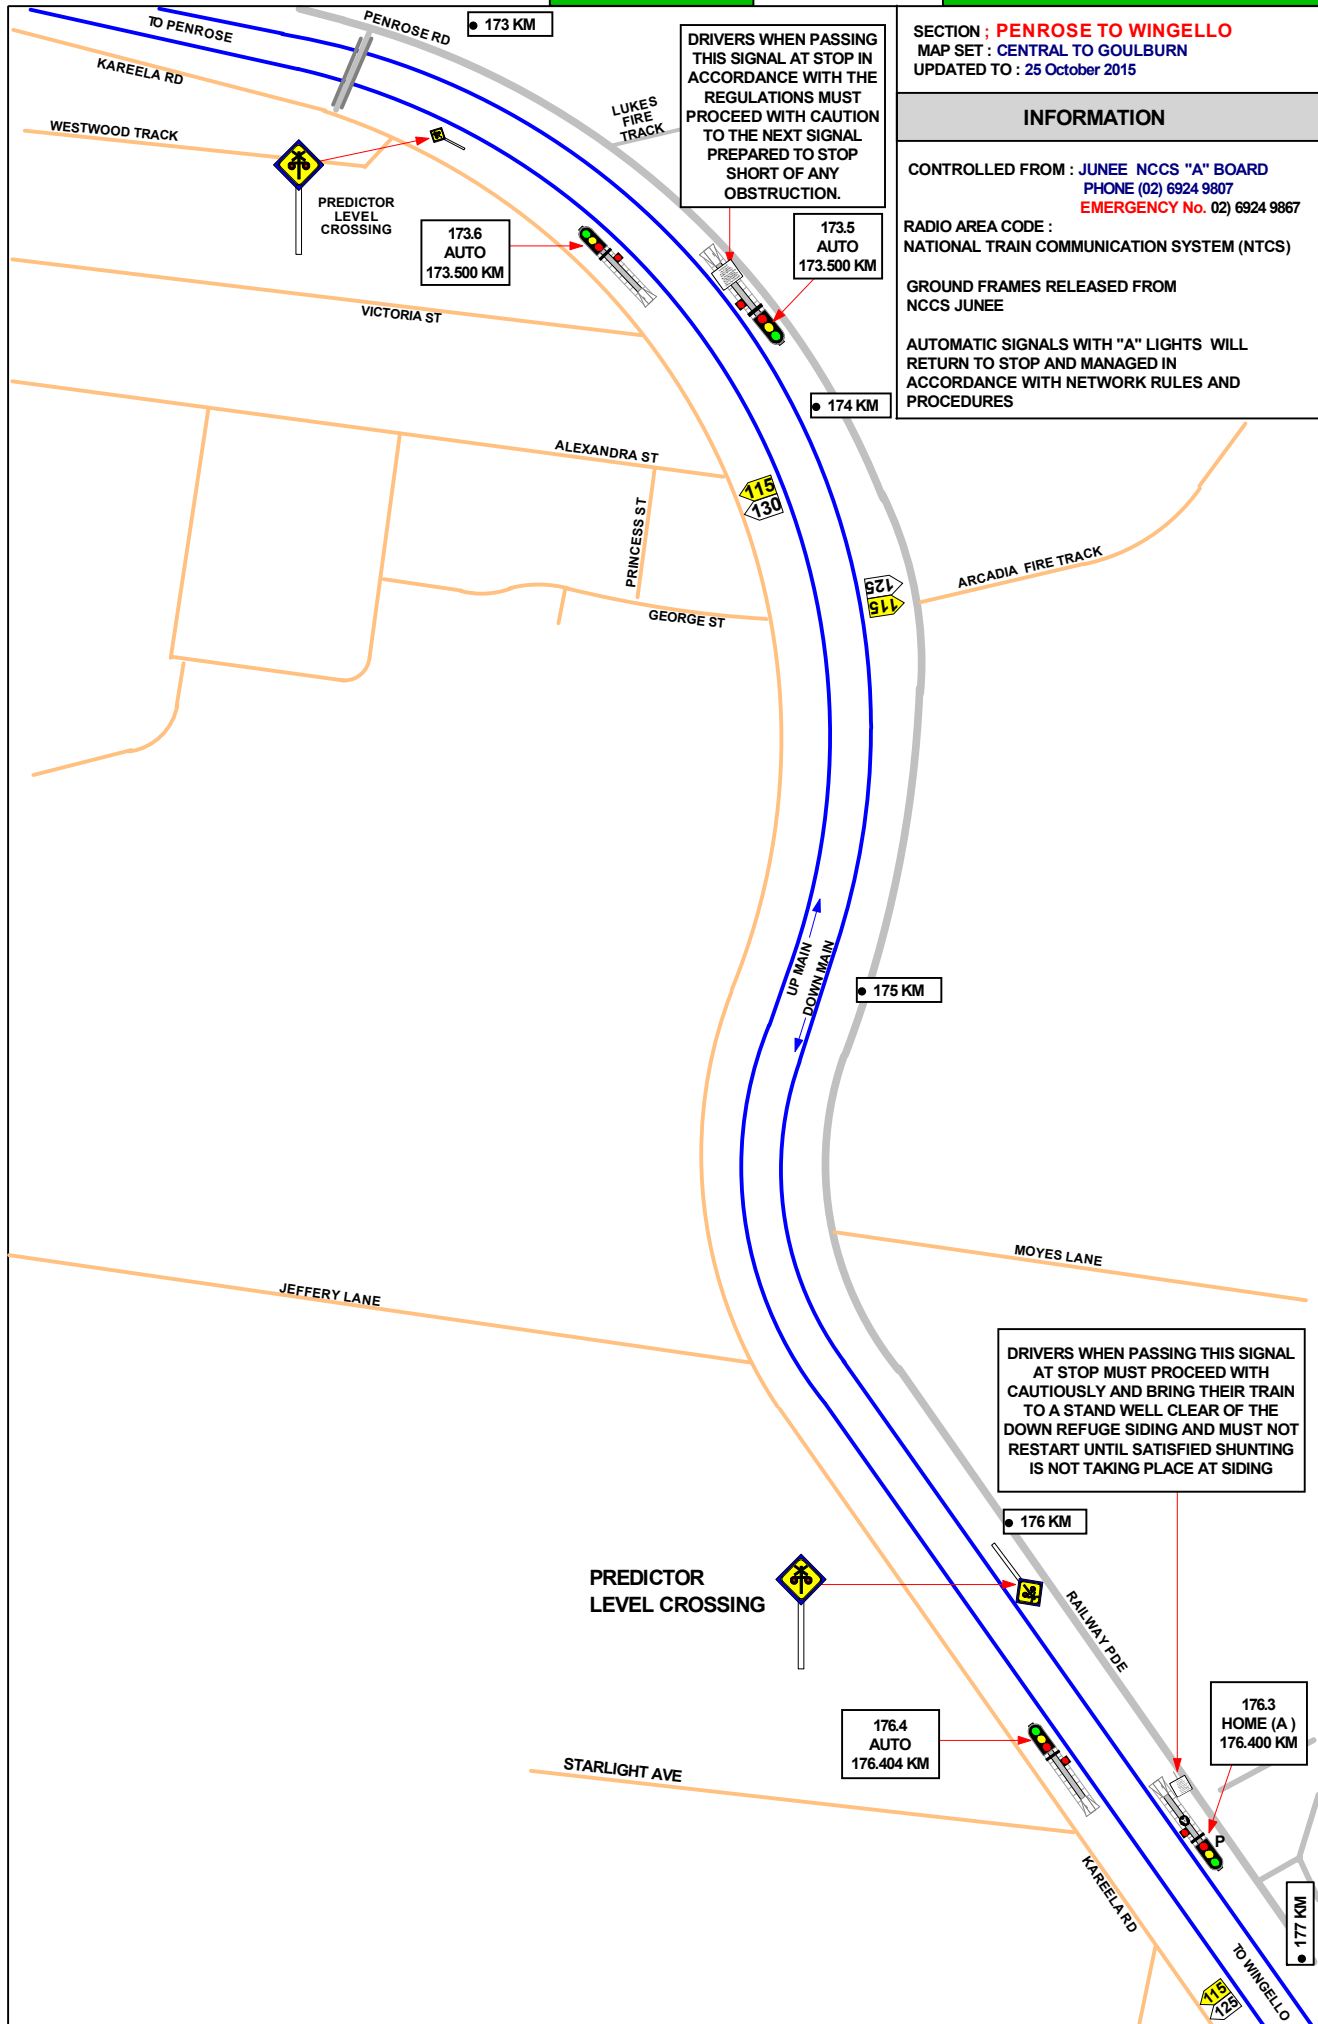 SECTION ; PENROSE TO WINGELLO
MAP SET : CENTRAL TO GOULBURN
UPDATED TO : 25 October 2015
INFORMATION
CONTROLLED FROM : JUNEE NCCS "A" BOARD
PHONE (02) 6924 9807
EMERGENCY No. 02) 6924 9867
RADIO AREA CODE :
NATIONAL TRAIN COMMUNICATION SYSTEM (NTCS)
GROUND FRAMES RELEASED FROM
NCCS JUNEE
AUTOMATIC SIGNALS WITH "A" LIGHTS WILL
RETURN TO STOP AND MANAGED IN
ACCORDANCE WITH NETWORK RULES AND
PROCEDURES
TO PENROSE
PENROSE RD
173 KM
KAREELA RD
WESTWOOD TRACK
PREDICTOR
LEVEL
CROSSING
LUKES
FIRE
TRACK
DRIVERS WHEN PASSING
THIS SIGNAL AT STOP IN
ACCORDANCE WITH THE
REGULATIONS MUST
PROCEED WITH CAUTION
TO THE NEXT SIGNAL
PREPARED TO STOP
SHORT OF ANY
OBSTRUCTION.
173.6
AUTO
173.500 KM
173.5
AUTO
173.500 KM
VICTORIA ST
174 KM
ALEXANDRA ST
115
130
PRINCESS ST
125
115
ARCADIA FIRE TRACK
GEORGE ST
UP MAIN
DOWN MAIN
175 KM
MOYES LANE
JEFFERY LANE
DRIVERS WHEN PASSING THIS SIGNAL
AT STOP MUST PROCEED WITH
CAUTIOUSLY AND BRING THEIR TRAIN
TO A STAND WELL CLEAR OF THE
DOWN REFUGE SIDING AND MUST NOT
RESTART UNTIL SATISFIED SHUNTING
IS NOT TAKING PLACE AT SIDING
176 KM
PREDICTOR
LEVEL CROSSING
RAILWAY PDE
176.4
AUTO
176.404 KM
176.3
HOME (A )
176.400 KM
STARLIGHT AVE
P
KAREELA RD
177 KM
TO WINGELLO
115
125